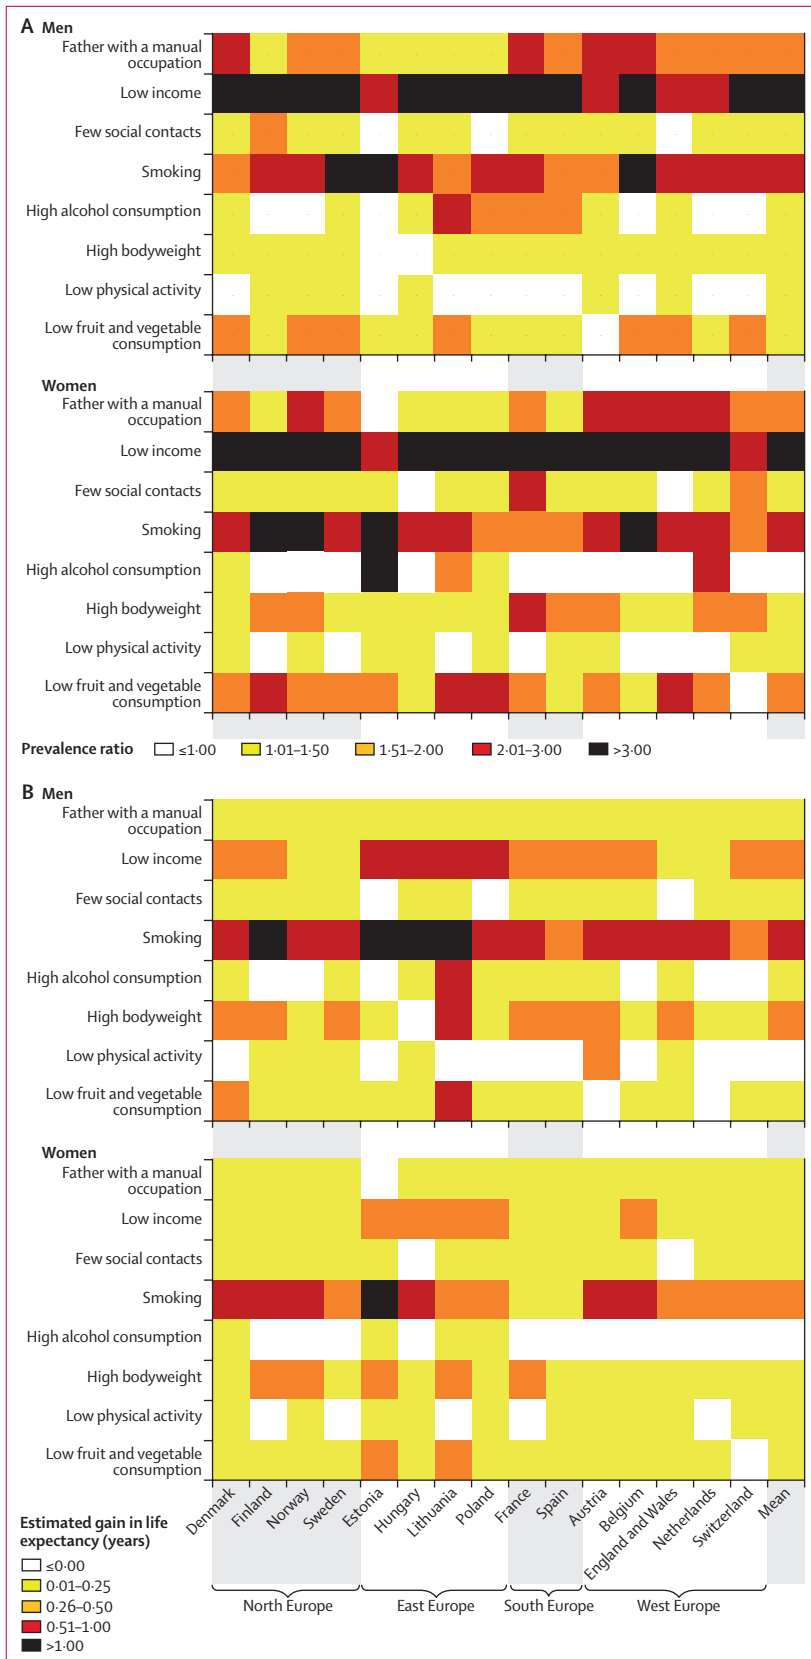 A Men
Father with a manual
occupation
Low income
Few social contacts
Smoking
High alcohol consumption
High bodyweight
Low physical activity
Low fruit and vegetable
consumption
Women
Father with a manual
occupation
Low income
Few social contacts
Smoking
High alcohol consumption
High bodyweight
Low physical activity
Low fruit and vegetable
consumption
Prevalence ratio ≤1·00 1·01–1·50 1·51–2·00 2·01–3·00 >3·00
B Men
Father with a manual
occupation
Low income
Few social contacts
Smoking
High alcohol consumption
High bodyweight
Low physical activity
Low fruit and vegetable
consumption
Women
Father with a manual
occupation
Low income
Few social contacts
Smoking
High alcohol consumption
High bodyweight
Low physical activity
Low fruit and vegetable
consumption
Denmark
Finland
Norway
Sweden
Estonia
Hungary
Lithuania
Poland
France
Spain
Austria
Belgium
England and Wales
Netherlands
Switzerland
Mean
Estimated gain in life
expectancy (years)
≤0·00
0·01–0·25
0·26–0·50
0·51–1·00
>1·00
North Europe East Europe South Europe West Europe